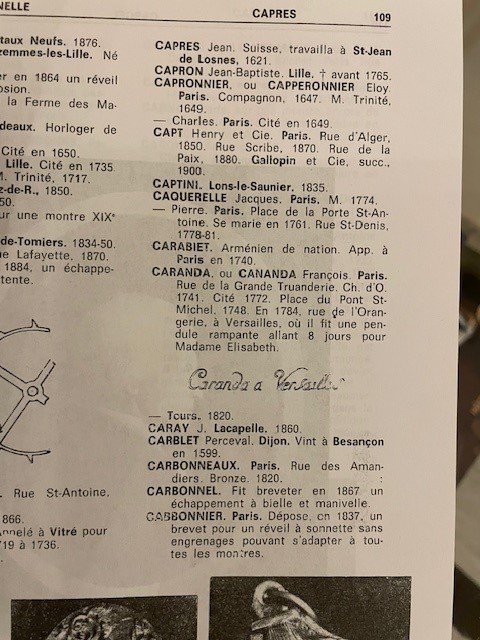 NELLE
CAPRES
109
taux Neufs. 1876.
zemmes-les-Lille. Né
er en 1864 un réveil
osion.
la Ferme des Ma-
deaux. Horloger de
Cité en 1650.
Lille. Cité en 1735.
M. Trinité, 1717.
z-de-R., 1850.
50.
ur une montre XIXe
de-Tomiers. 1834-50.
ue Lafayette, 1870.
1884, un échappe-
tente.
. Rue St-Antoine.
866.
nnelé à Vitré pour
719 à 1736.
CAPRES Jean. Suisse, travailla à St-Jean
de Losnes, 1621.
CAPRON Jean-Baptiste. Lille. † avant 1765.
CAPRONNIER, ou CAPPERONNIER Eloy.
Paris. Compagnon, 1647. M. Trinité,
1649.
— Charles. Paris. Cité en 1649.
CAPT Henry et Cie. Paris. Rue d'Alger,
1850. Rue Scribe, 1870. Rue de la
Paix, 1880. Gallopin et Cie, succ.,
1900.
CAPTINI. Lons-le-Saunier. 1835.
CAQUERELLE Jacques. Paris. M. 1774.
— Pierre. Paris. Place de la Porte St-An-
toine. Se marie en 1761. Rue St-Denis,
1778-81.
CARABIET. Arménien de nation. App. à
Paris en 1740.
CARANDA, ou CANANDA François. Paris.
Rue de la Grande Truanderie. Ch. d'O.
1741. Cité 1772. Place du Pont St-
Michel. 1748. En 1784, rue de l'Oran-
gerie, à Versailles, où il fit une pen-
dule rampante allant 8 jours pour
Madame Elisabeth.
Caranda a Versailles
— Tours. 1820.
CARAY J. Lacapelle. 1860.
CARBLET Perceval. Dijon. Vint à Besançon
en 1599.
CARBONNEAUX. Paris. Rue des Aman-
diers. Bronze. 1820.
CARBONNEL. Fit breveter en 1867 un
échappement à bielle et manivelle.
CARBONNIER. Paris. Dépose, en 1837, un
brevet pour un réveil à sonnette sans
engrenages pouvant s'adapter à tou-
tes les montres.